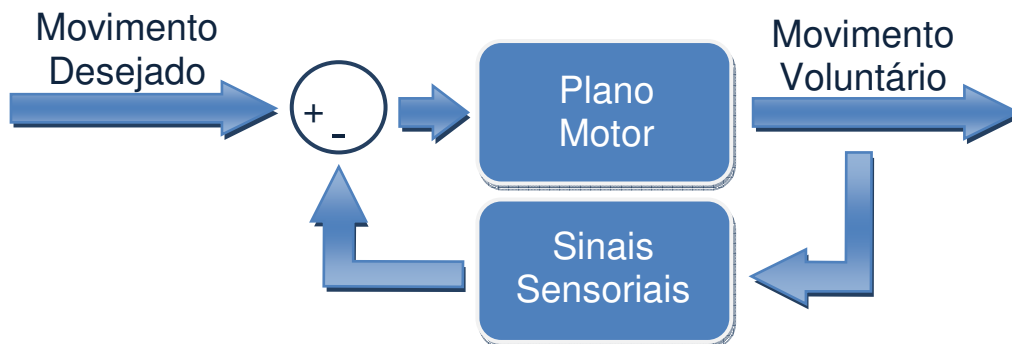 Movimento
Desejado
+
-
Plano
Motor
Movimento
Voluntário
Sinais
Sensoriais